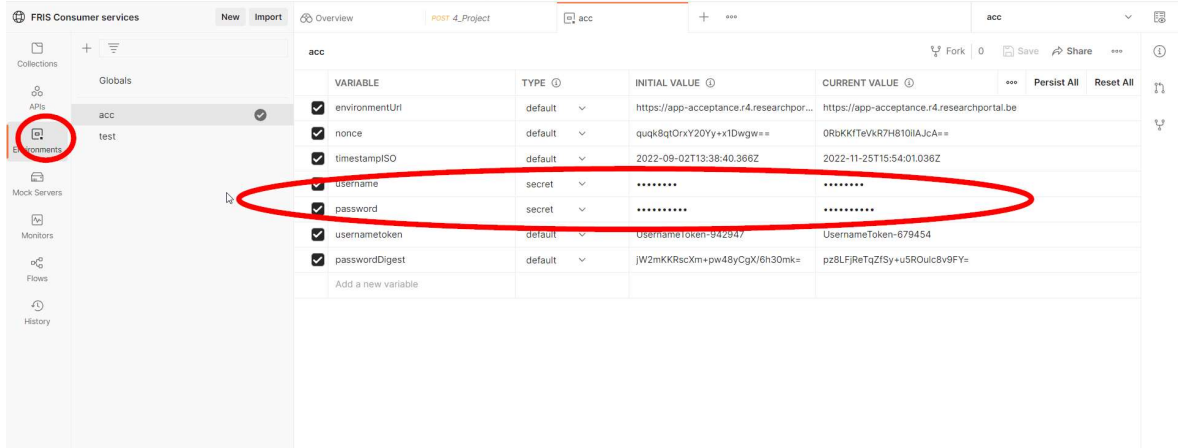 FRIS Consumer services New Import Overview POST 4_Project acc acc
acc Fork 0 Save Share
Collections
APIs
Environments
Mock Servers
Monitors
Flows
History
Globals
acc
test
VARIABLE TYPE INITIAL VALUE CURRENT VALUE Persist All Reset All
environmentUrl default https://app-acceptance.r4.researchpor... https://app-acceptance.r4.researchportal.be
nonce default quqk8qtOrxY20Yy+x1Dwgw== 0RbKKfTeVkR7H810iIAJcA==
timestampISO default 2022-09-02T13:38:40.366Z 2022-11-25T15:54:01.036Z
username secret •••••••• ••••••••
password secret •••••••••• ••••••••••
usernametoken default UsernameToken-942947 UsernameToken-679454
passwordDigest default jW2mKKRscXm+pw48yCgX/6h30mk= pz8LFjReTqZfSy+u5ROulc8v9FY=
Add a new variable